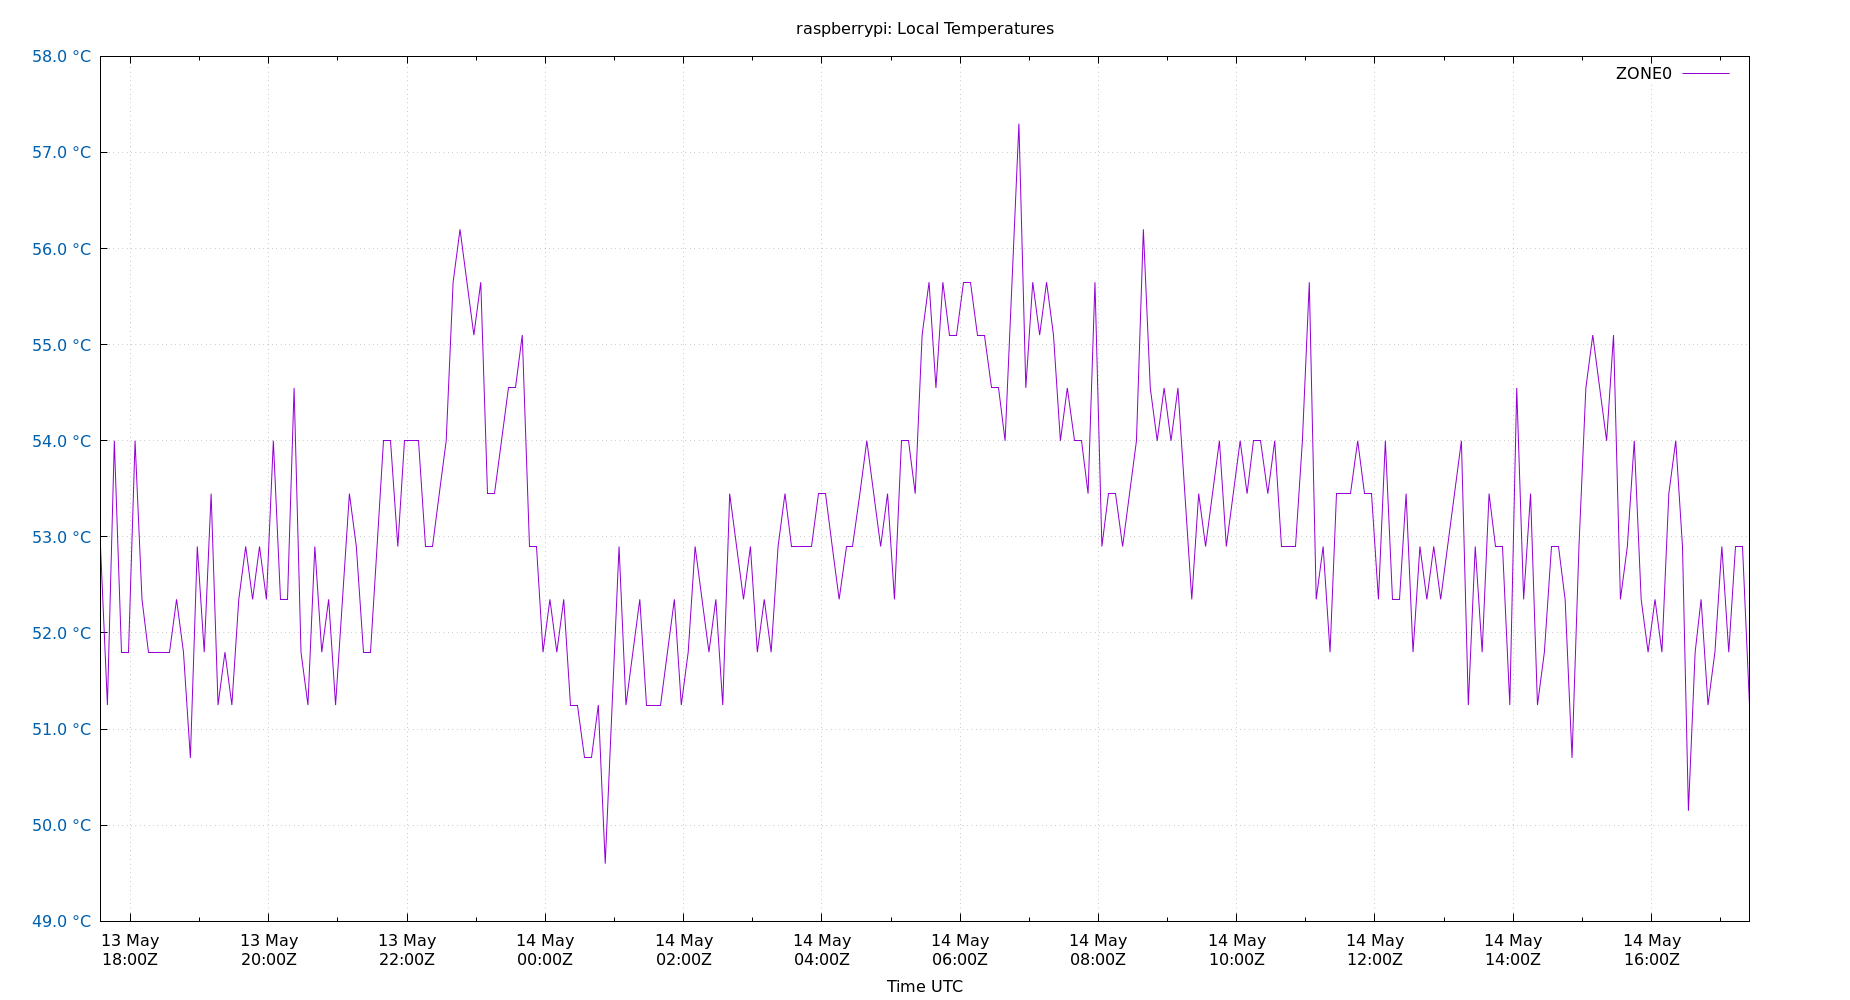 raspberrypi: Local Temperatures
58.0 °C
ZONE0
57.0 °C
56.0 °C
55.0 °C
54.0 °C
53.0 °C
52.0 °C
51.0 °C
50.0 °C
49.0 °C
13 May 13 May 13 May 14 May 14 May 14 May 14 May 14 May 14 May 14 May 14 May 14 May
18:00Z 20:00Z 22:00Z 00:00Z 02:00Z 04:00Z 06:00Z 08:00Z 10:00Z 12:00Z 14:00Z 16:00Z
Time UTC